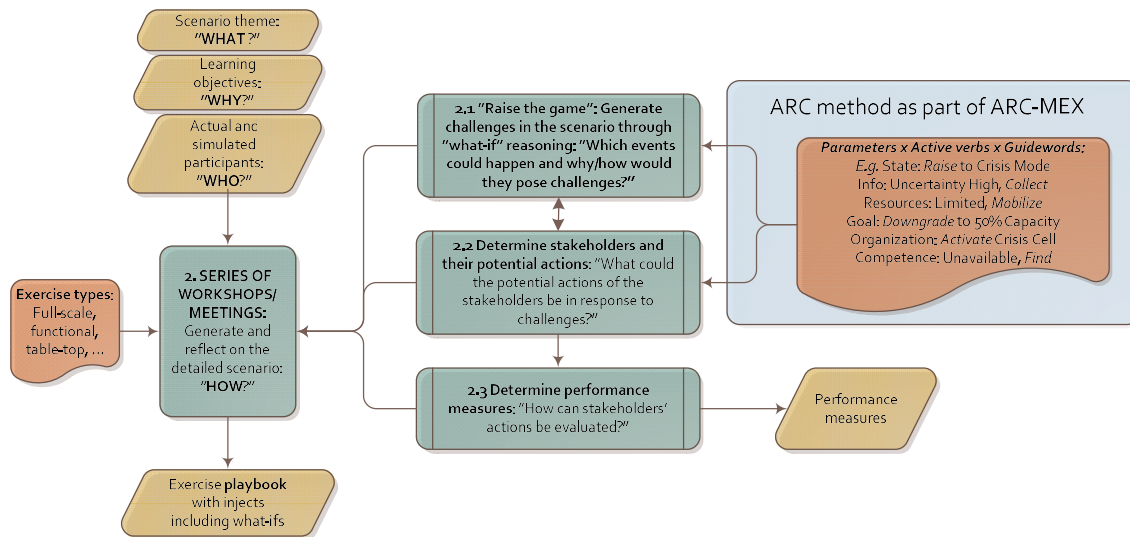 Scenario theme:
"WHAT?"
Learning
objectives:
"WHY?"
Actual and
simulated
participants:
"WHO?"
Exercise types:
Full-scale,
functional,
table-top, ...
2. SERIES OF
WORKSHOPS/
MEETINGS:
Generate and
reflect on the
detailed scenario:
"HOW?"
Exercise playbook
with injects
including what-ifs
2.1 "Raise the game": Generate
challenges in the scenario through
"what-if" reasoning: "Which events
could happen and why/how would
they pose challenges?"
2.2 Determine stakeholders and
their potential actions: "What could
the potential actions of the
stakeholders be in response to
challenges?"
2.3 Determine performance
measures: "How can stakeholders'
actions be evaluated?"
ARC method as part of ARC-MEX
Parameters x Active verbs x Guidewords;
E.g. State: Raise to Crisis Mode
Info: Uncertainty High, Collect
Resources: Limited, Mobilize
Goal: Downgrade to 50% Capacity
Organization: Activate Crisis Cell
Competence: Unavailable, Find
Performance
measures